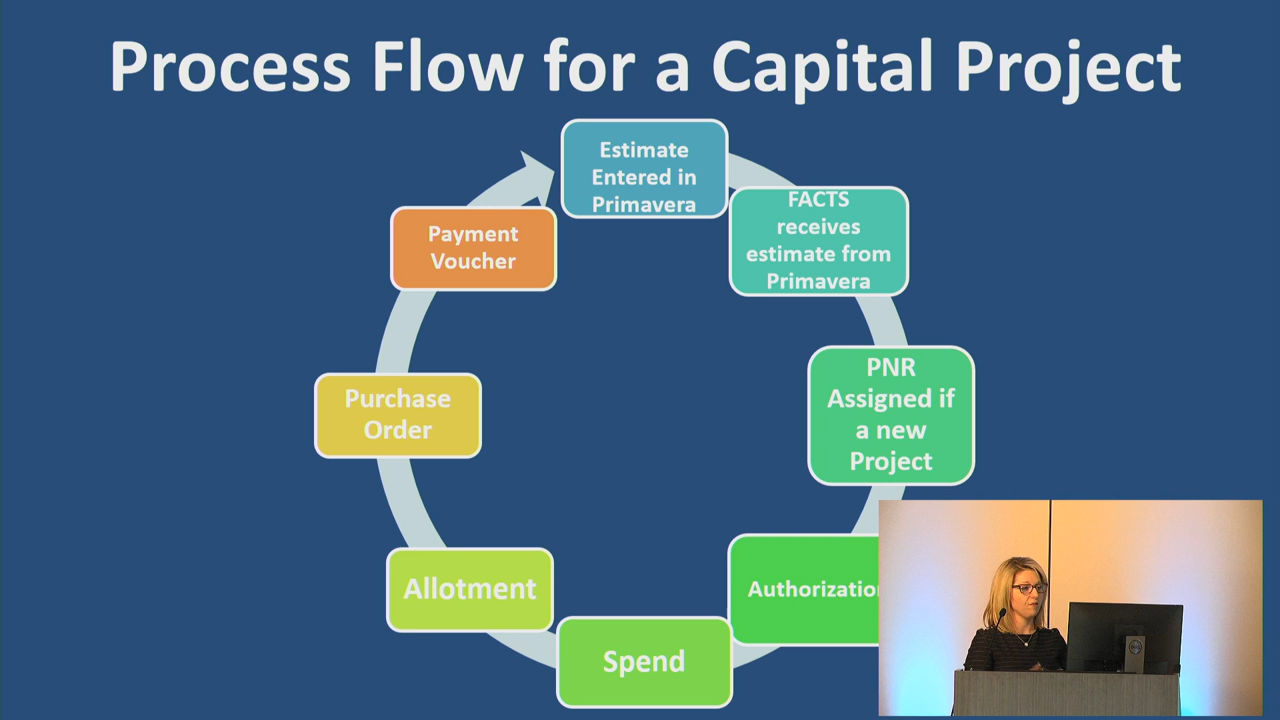 Process Flow for a Capital Project
Estimate
Entered in
Primavera
FACTS
receives
estimate from
Primavera
PNR
Assigned if
a new
Project
Authorization
Spend
Allotment
Purchase
Order
Payment
Voucher